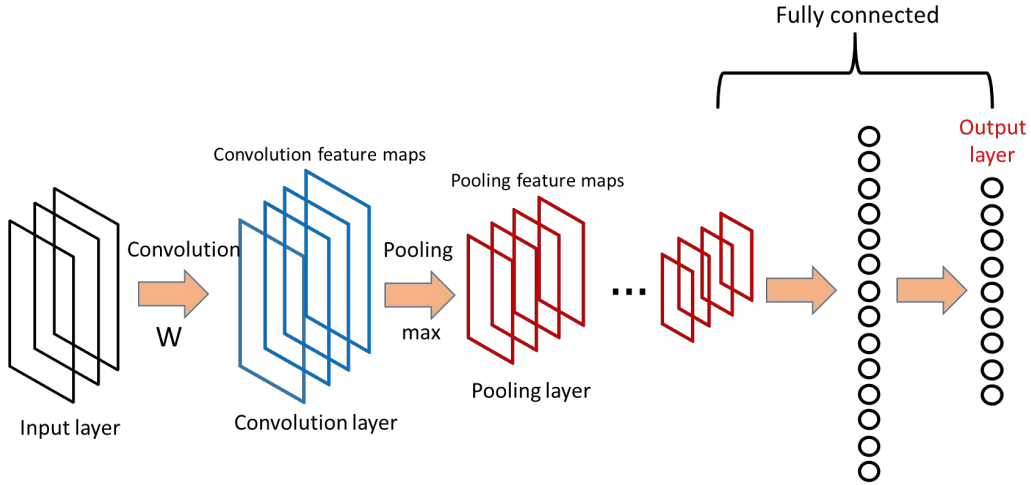 Fully connected
Output
layer
Convolution feature maps
Pooling feature maps
Convolution
Pooling
...
W
max
Pooling layer
Input layer
Convolution layer